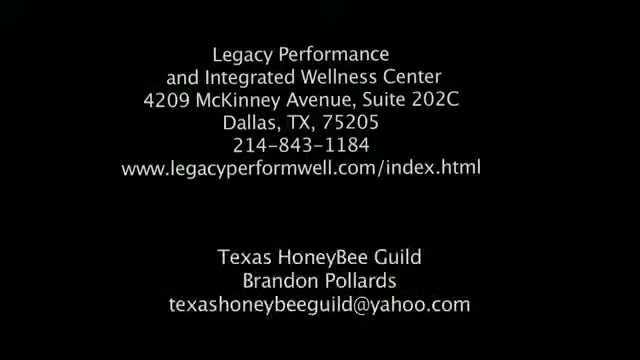 Legacy Performance
and Integrated Wellness Center
4209 McKinney Avenue, Suite 202C
Dallas, TX, 75205
214-843-1184
www.legacyperformwell.com/index.html
Texas HoneyBee Guild
Brandon Pollards
texashoneybeeguild@yahoo.com